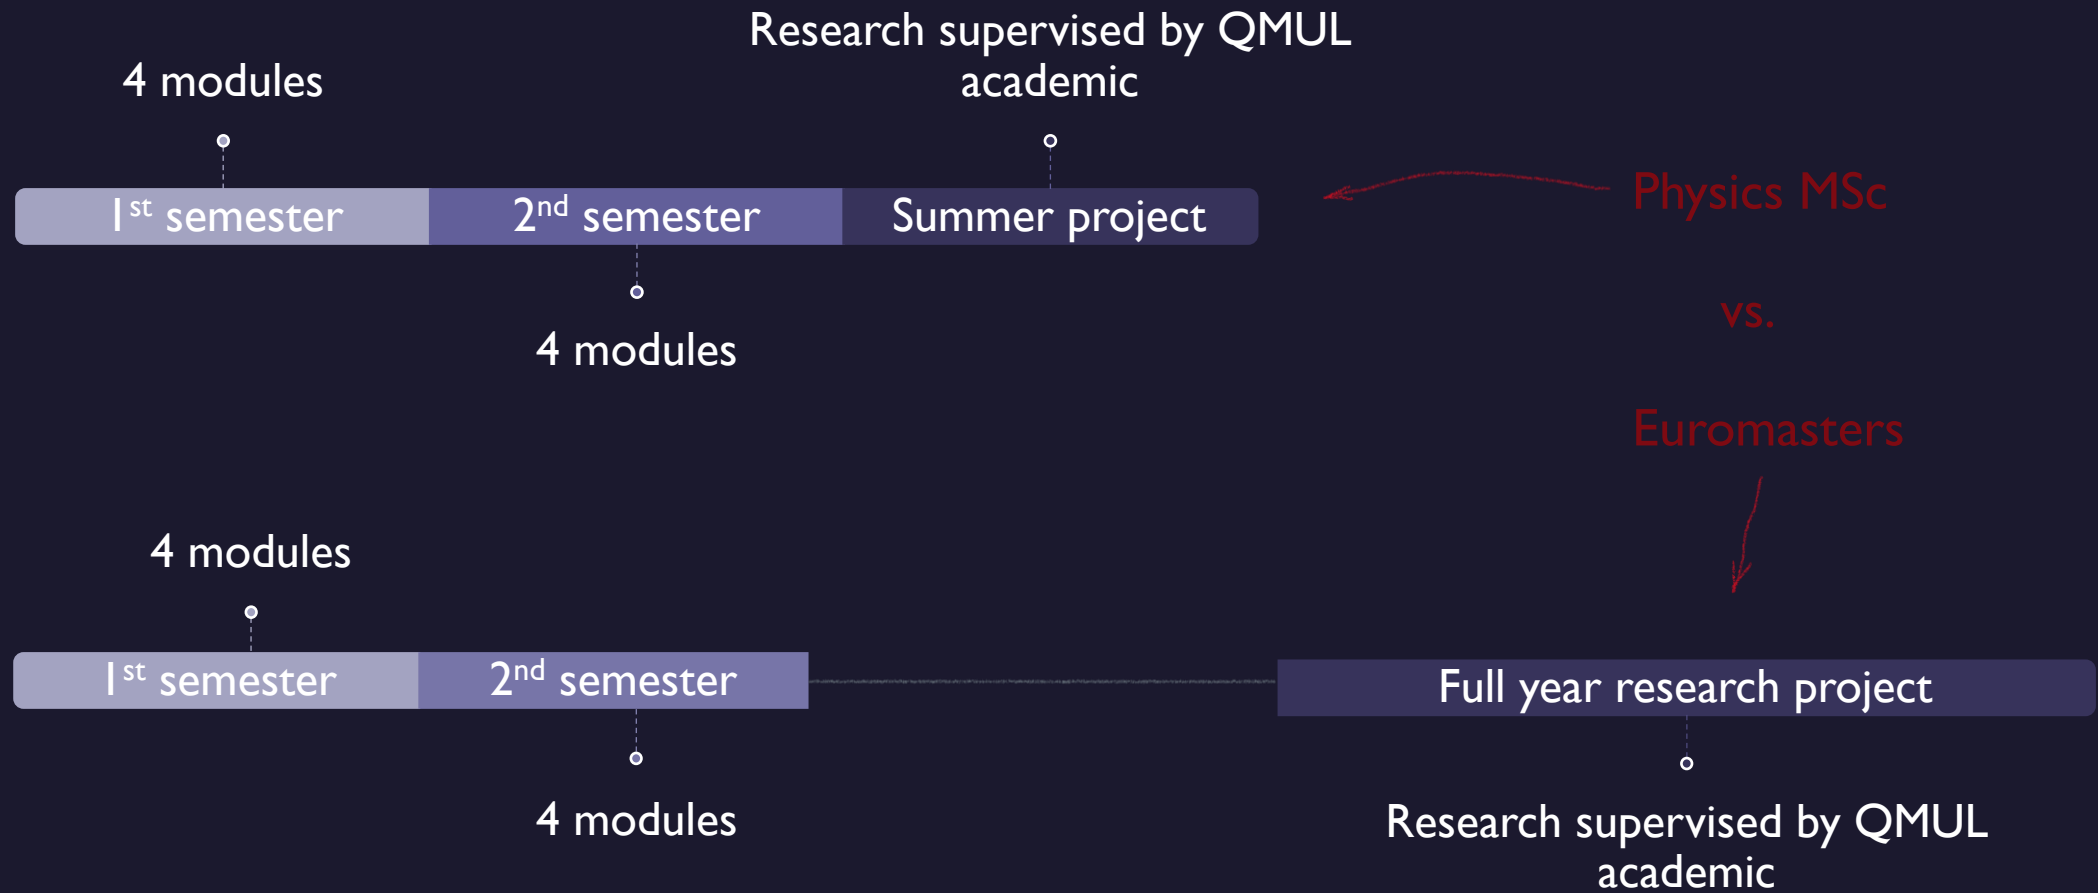 Research supervised by QMUL
academic
4 modules
1st semester
2nd semester
Summer project
4 modules
Physics MSc
vs.
Euromasters
4 modules
1st semester
2nd semester
Full year research project
4 modules
Research supervised by QMUL
academic